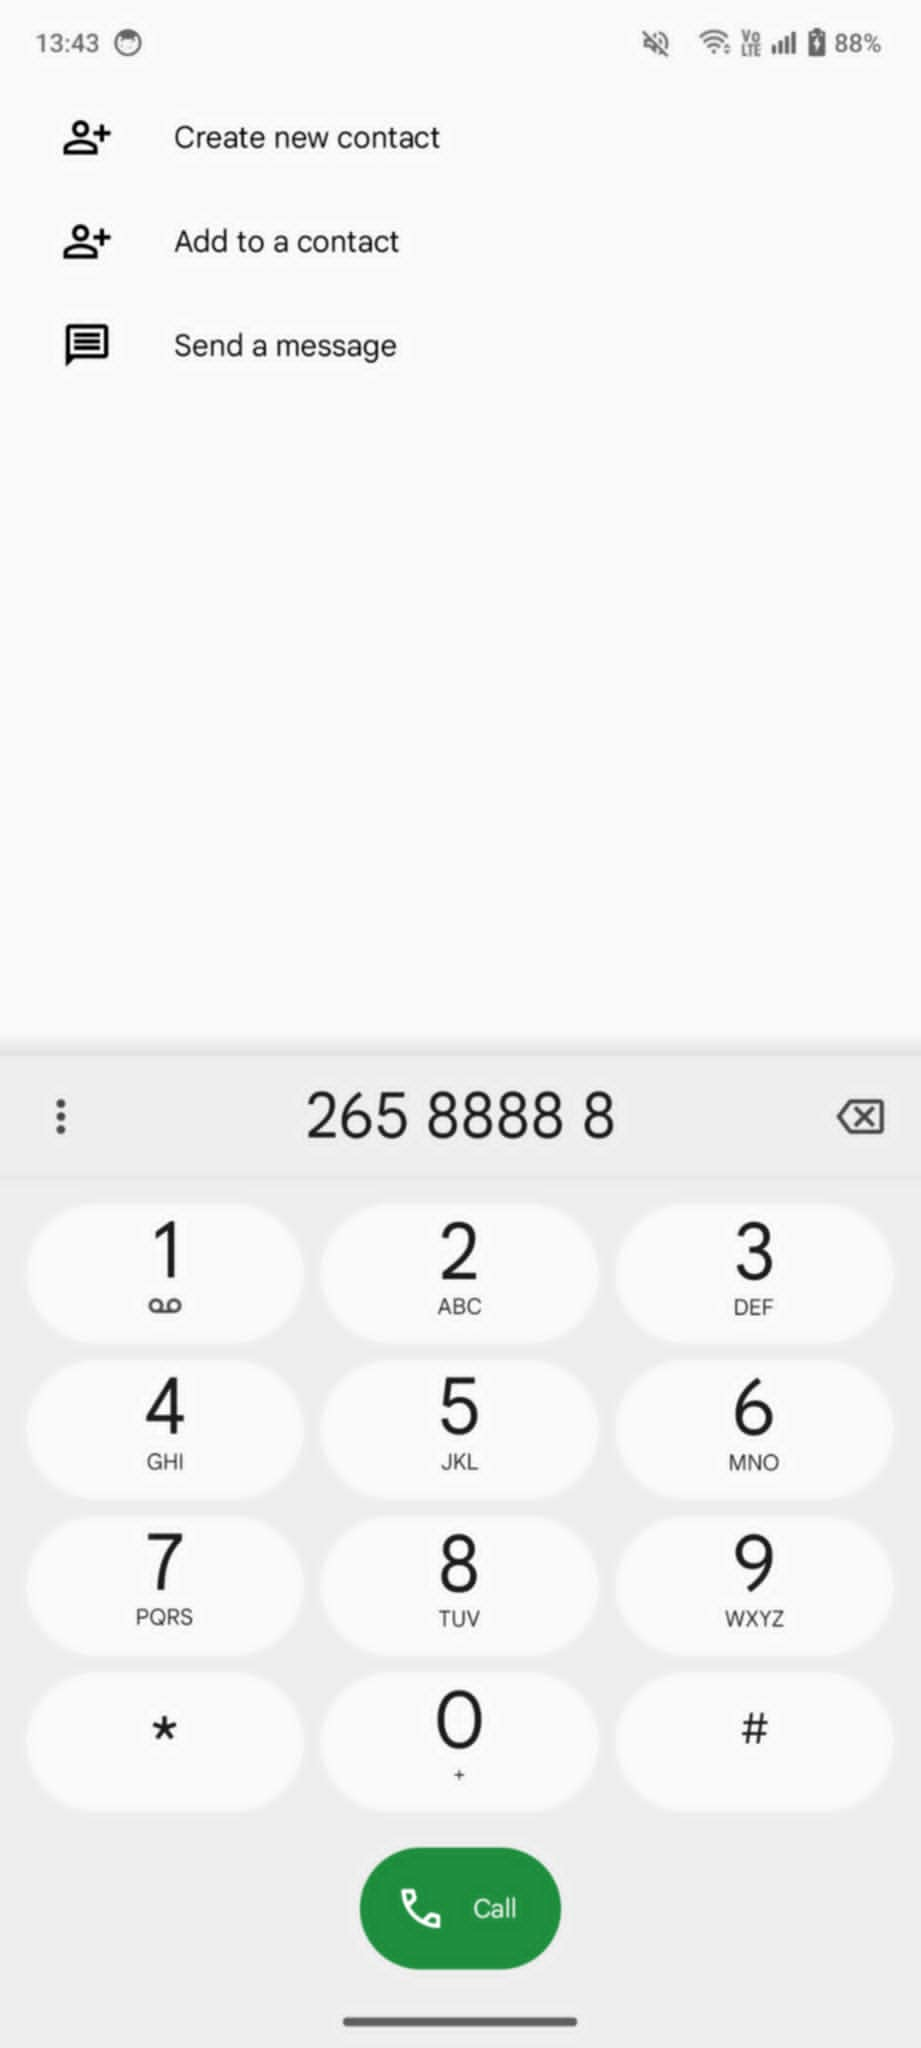 13:43 Vo LTE 88%
Create new contact
Add to a contact
Send a message
265 8888 8
1 2 3
ABC DEF
4 5 6
GHI JKL MNO
7 8 9
PQRS TUV WXYZ
* 0 #
+
Call